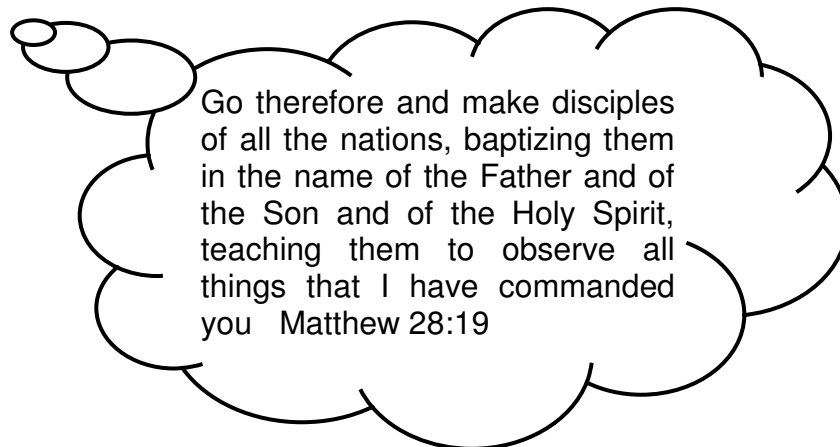 Go therefore and make disciples
of all the nations, baptizing them
in the name of the Father and of
the Son and of the Holy Spirit,
teaching them to observe all
things that I have commanded
you Matthew 28:19